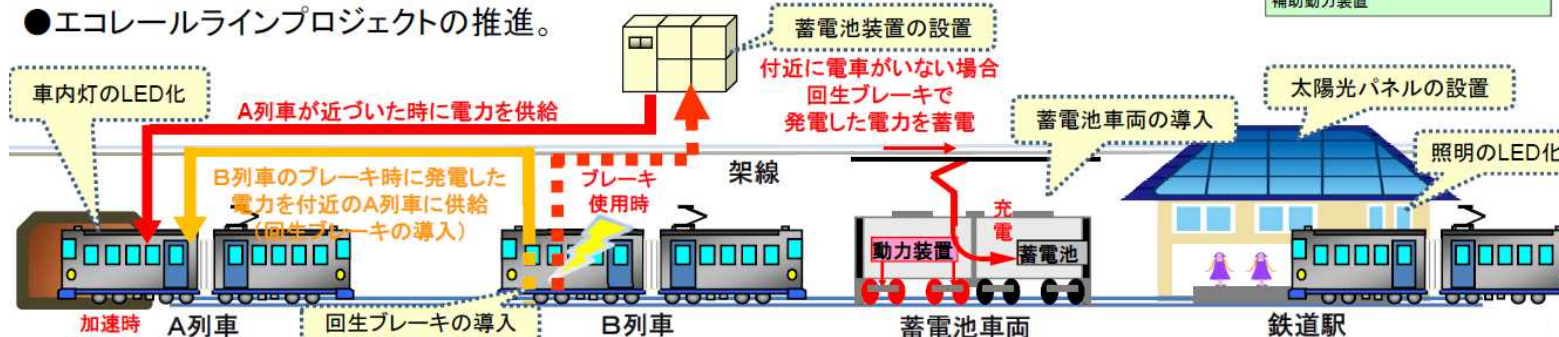 ●エコレールラインプロジェクトの推進。
補助動力装置
蓄電池装置の設置
車内灯のLED化
A列車が近づいた時に電力を供給
付近に電車がいない場合
回生ブレーキで
発電した電力を蓄電
蓄電池車両の導入
太陽光パネルの設置
照明のLED化
架線
B列車のブレーキ時に発電した
電力を付近のA列車に供給
(回生ブレーキの導入)
ブレーキ
使用時
充電
動力装置
蓄電池
加速時
A列車
回生ブレーキの導入
B列車
蓄電池車両
鉄道駅